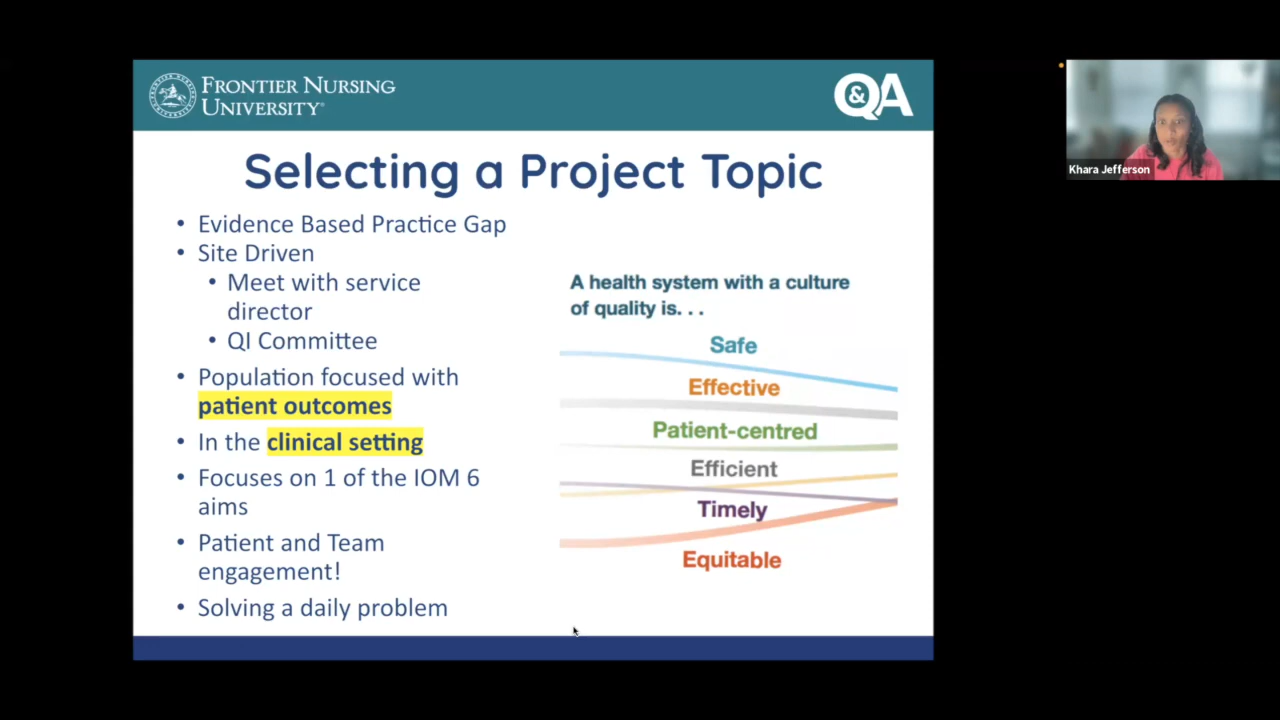 FRONTIER NURSING
UNIVERSITY®
Q&A
Selecting a Project Topic
• Evidence Based Practice Gap
• Site Driven
• Meet with service
director
• QI Committee
• Population focused with
patient outcomes
• In the clinical setting
• Focuses on 1 of the IOM 6
aims
• Patient and Team
engagement!
• Solving a daily problem
A health system with a culture
of quality is. . .
Safe
Effective
Patient-centred
Efficient
Timely
Equitable
Khara Jefferson